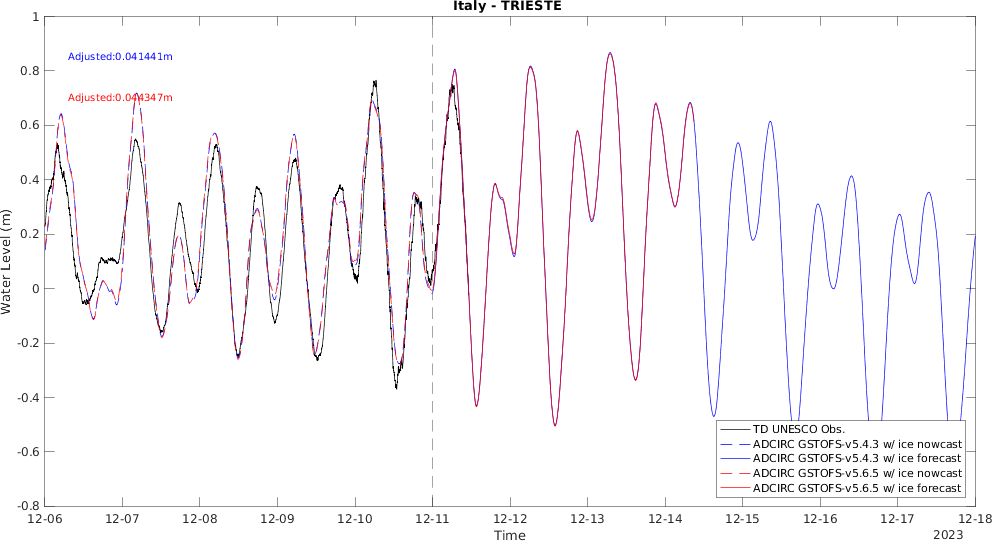 Italy - TRIESTE
Adjusted:0.041441m
Adjusted:0.044347m
Water Level (m)
1
0.8
0.6
0.4
0.2
0
-0.2
-0.4
-0.6
-0.8
TD UNESCO Obs.
ADCIRC GSTOFS-v5.4.3 w/ ice nowcast
ADCIRC GSTOFS-v5.4.3 w/ ice forecast
ADCIRC GSTOFS-v5.6.5 w/ ice nowcast
ADCIRC GSTOFS-v5.6.5 w/ ice forecast
12-06 12-07 12-08 12-09 12-10 12-11 12-12 12-13 12-14 12-15 12-16 12-17 12-18
Time
2023